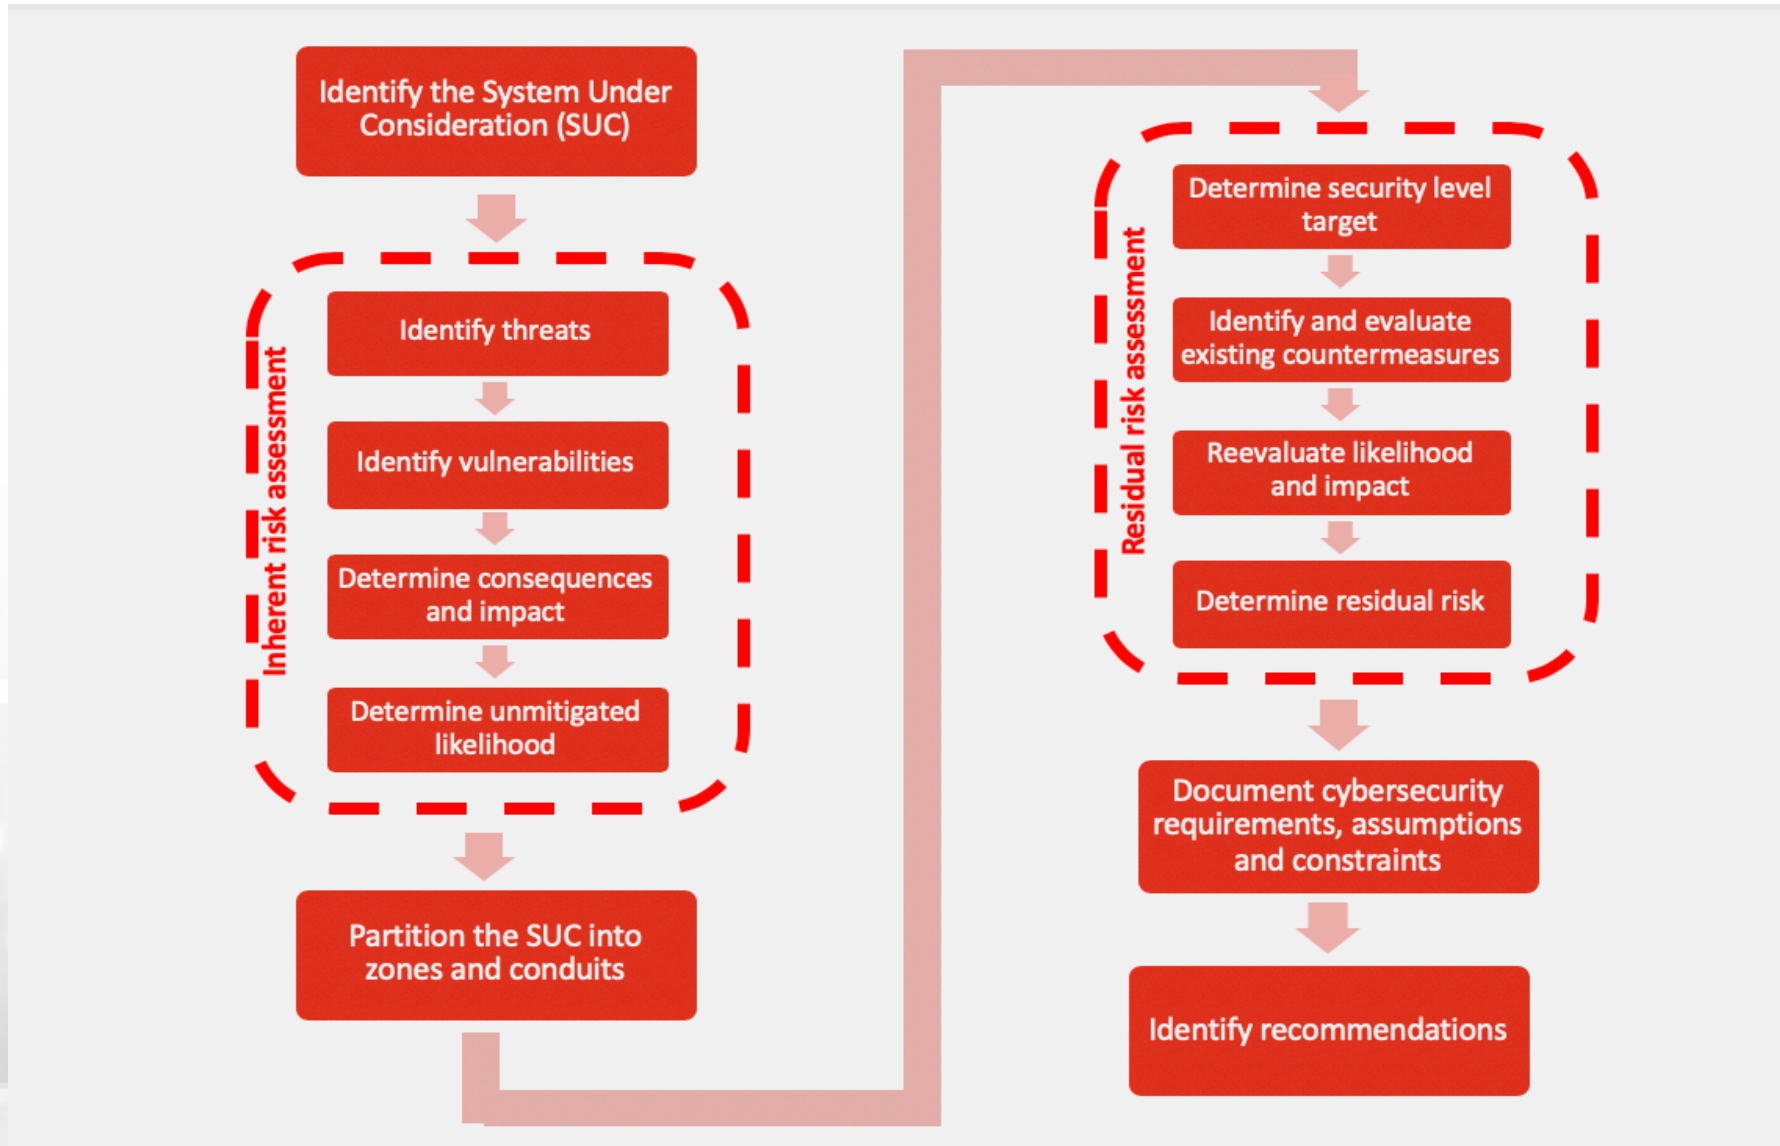 Identify the System Under
Consideration (SUC)
Inherent risk assessment
Identify threats
Identify vulnerabilities
Determine consequences
and impact
Determine unmitigated
likelihood
Partition the SUC into
zones and conduits
Residual risk assessment
Determine security level
target
Identify and evaluate
existing countermeasures
Reevaluate likelihood
and impact
Determine residual risk
Document cybersecurity
requirements, assumptions
and constraints
Identify recommendations